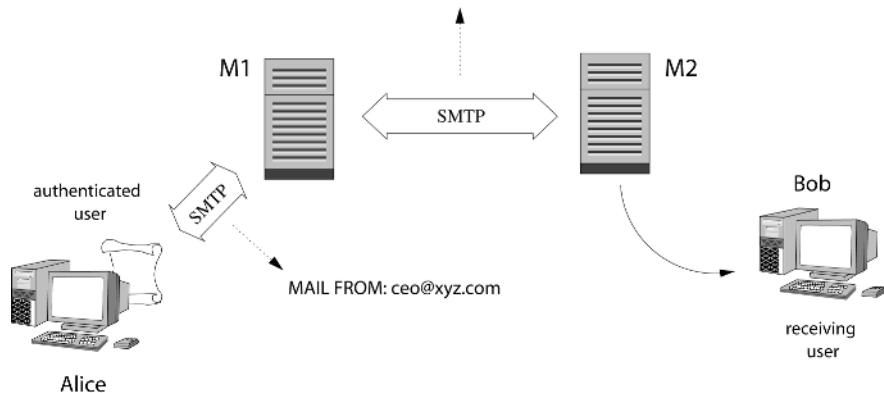 M1
M2
SMTP
SMTP
authenticated
user
MAIL FROM: ceo@xyz.com
Alice
Bob
receiving
user